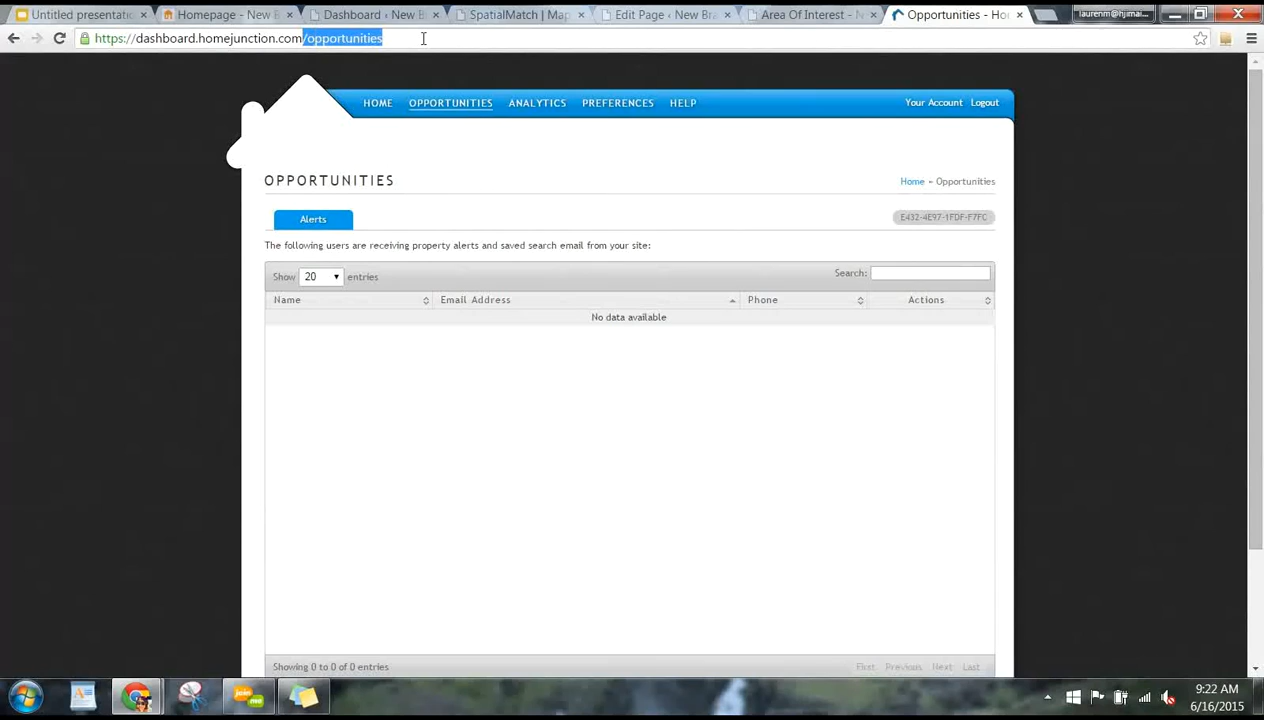 Untitled presentati
Homepage - New B
Dashboard ‹ New B
SpatialMatch | Map
Edit Page ‹ New Bra
Area Of Interest - N
Opportunities - Ho
laurenm@hjimai...
https://dashboard.homejunction.com/opportunities
HOME
OPPORTUNITIES
ANALYTICS
PREFERENCES
HELP
Your Account
Logout
OPPORTUNITIES
Home - Opportunities
Alerts
E432-4E97-1FDF-F7FC
The following users are receiving property alerts and saved search email from your site:
Show 20 entries
Search:
Name
Email Address
Phone
Actions
No data available
Showing 0 to 0 of 0 entries
First Previous Next Last
join me
9:22 AM
6/16/2015